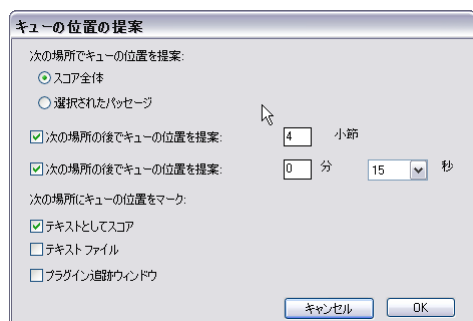 キューの位置の提案
次の場所でキューの位置を提案:
スコア全体
選択されたパッセージ
次の場所の後でキューの位置を提案: 4 小節
次の場所の後でキューの位置を提案: 0 分 15 秒
次の場所にキューの位置をマーク:
テキストとしてスコア
テキスト ファイル
プラグイン追跡ウィンドウ
キャンセル OK